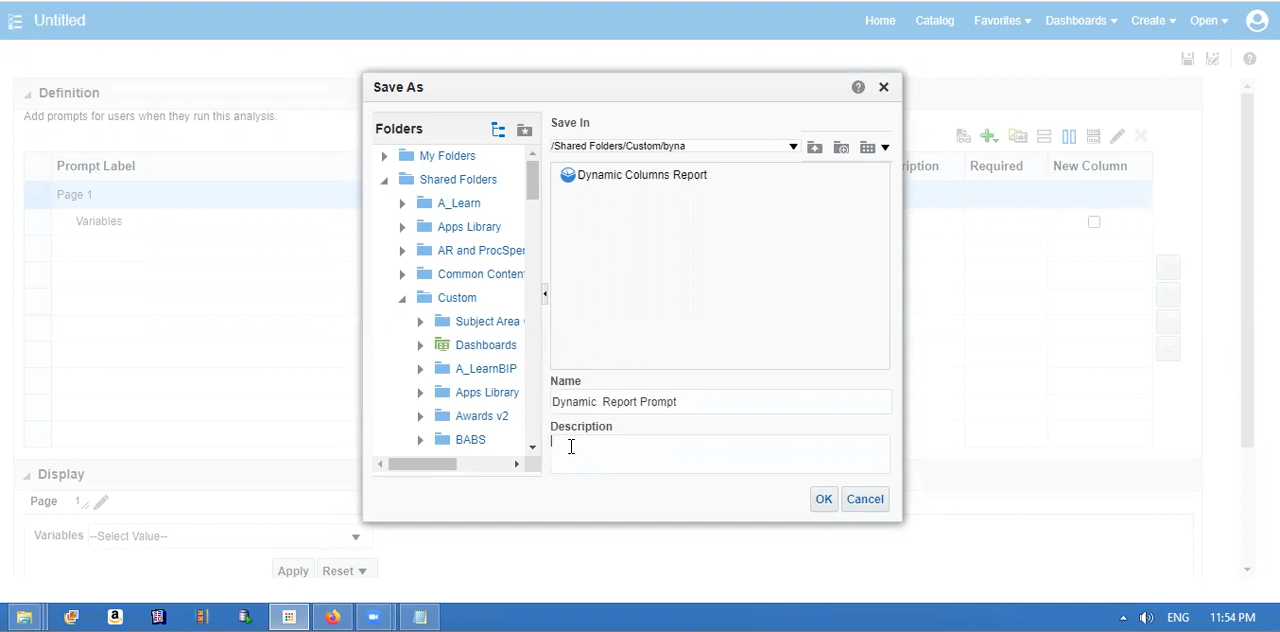 Untitled
Home Catalog Favorites Dashboards Create Open
Definition
Add prompts for users when they run this analysis.
Prompt Label
ption Required New Column
Page 1
Variables
Save As
Folders
My Folders
Shared Folders
A_Learn
Apps Library
AR and ProcSper
Common Content
Custom
Subject Area
Dashboards
A_LearnBIP
Apps Library
Awards v2
BABS
Save In
/Shared Folders/Custom/byna
Dynamic Columns Report
Name
Dynamic  Report Prompt
Description
OK Cancel
Display
Page 1
Variables --Select Value--
Apply Reset
ENG 11:54 PM